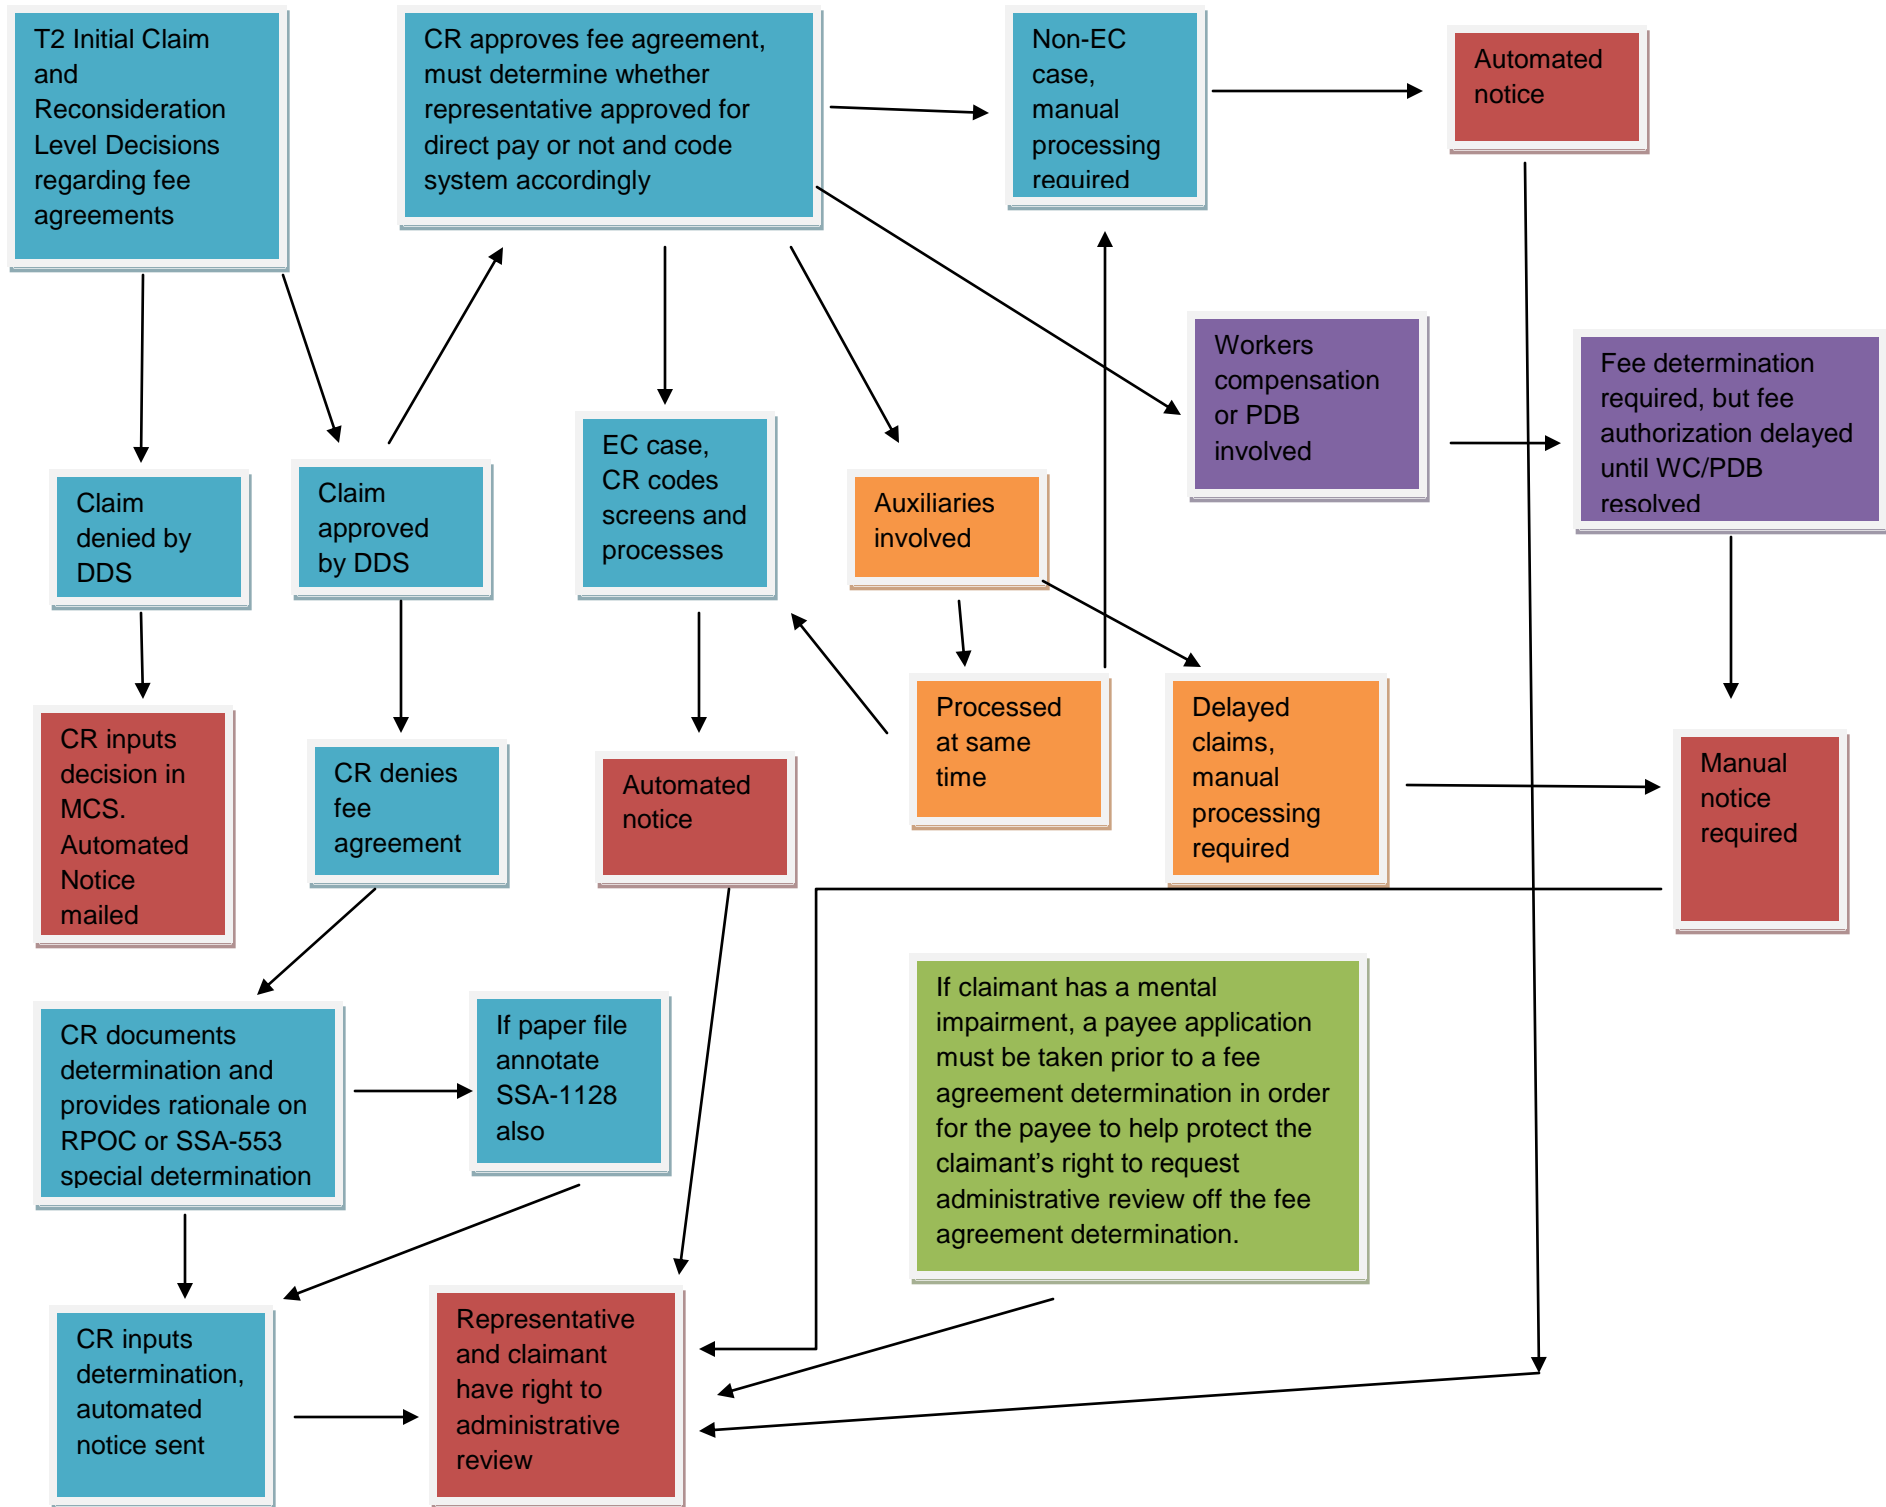 T2 Initial Claim
and
Reconsideration
Level Decisions
regarding fee
agreements
CR approves fee agreement,
must determine whether
representative approved for
direct pay or not and code
system accordingly
Non-EC
case,
manual
processing
required
Automated
notice
Workers
compensation
or PDB
involved
Fee determination
required, but fee
authorization delayed
until WC/PDB
resolved
Claim
denied by
DDS
Claim
approved
by DDS
EC case,
CR codes
screens and
processes
Auxiliaries
involved
CR inputs
decision in
MCS.
Automated
Notice
mailed
CR denies
fee
agreement
Automated
notice
Processed
at same
time
Delayed
claims,
manual
processing
required
Manual
notice
required
CR documents
determination and
provides rationale on
RPOC or SSA-553
special determination
If paper file
annotate
SSA-1128
also
If claimant has a mental
impairment, a payee application
must be taken prior to a fee
agreement determination in order
for the payee to help protect the
claimant’s right to request
administrative review off the fee
agreement determination.
CR inputs
determination,
automated
notice sent
Representative
and claimant
have right to
administrative
review